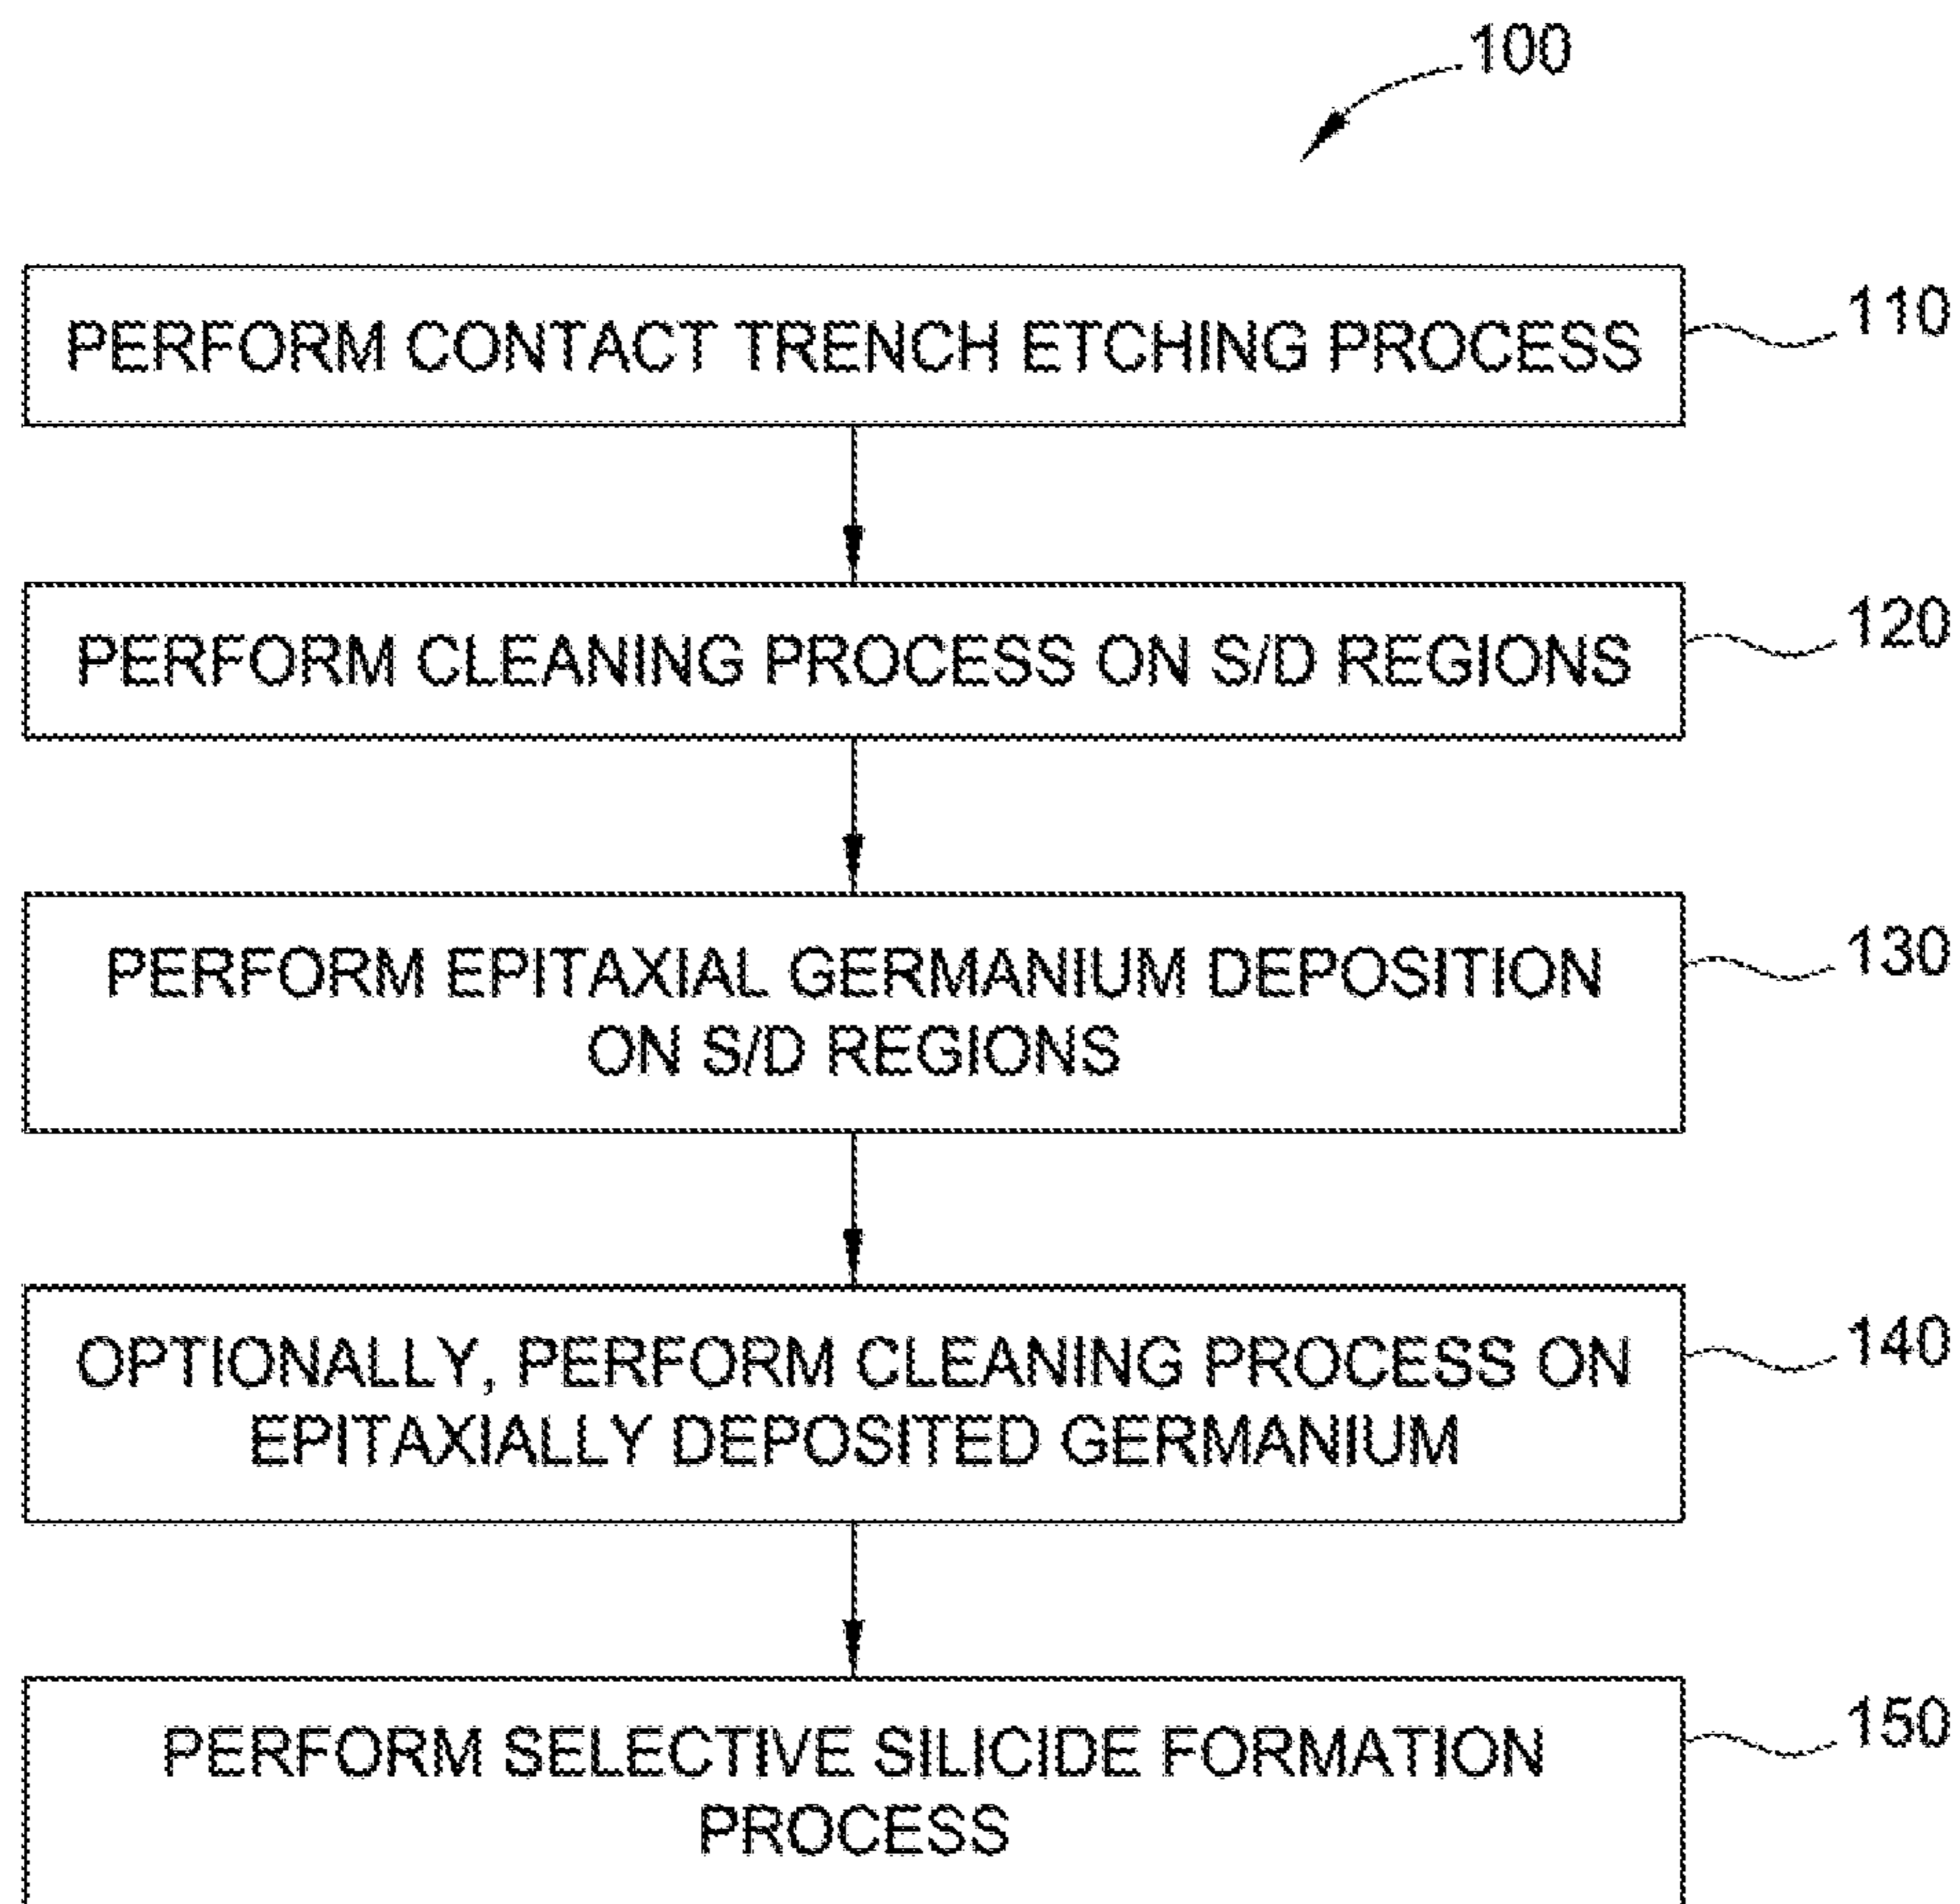 100
PERFORM CONTACT TRENCH ETCHING PROCESS
110
PERFORM CLEANING PROCESS ON S/D REGIONS
120
PERFORM EPITAXIAL GERMANIUM DEPOSITION
ON S/D REGIONS
130
OPTIONALLY, PERFORM CLEANING PROCESS ON
EPITAXIALLY DEPOSITED GERMANIUM
140
PERFORM SELECTIVE SILICIDE FORMATION
PROCESS
150